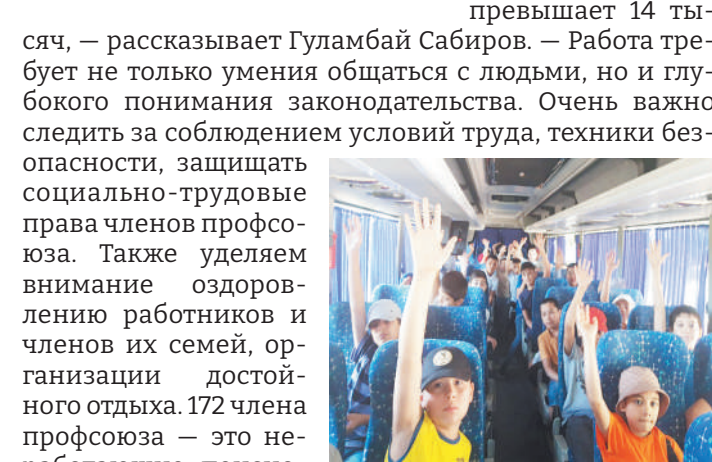 превышает 14 ты-
сяч, — рассказывает Гуламбай Сабиров. — Работа тре-
бует не только умения общаться с людьми, но и глу-
бокого понимания законодательства. Очень важно
следить за соблюдением условий труда, техники без-
опасности, защищать
социально-трудовые
права членов профсо-
юза. Также уделяем
внимание оздоров-
лению работников и
членов их семей, ор-
ганизации достой-
ного отдыха. 172 члена
профсоюза — это не-